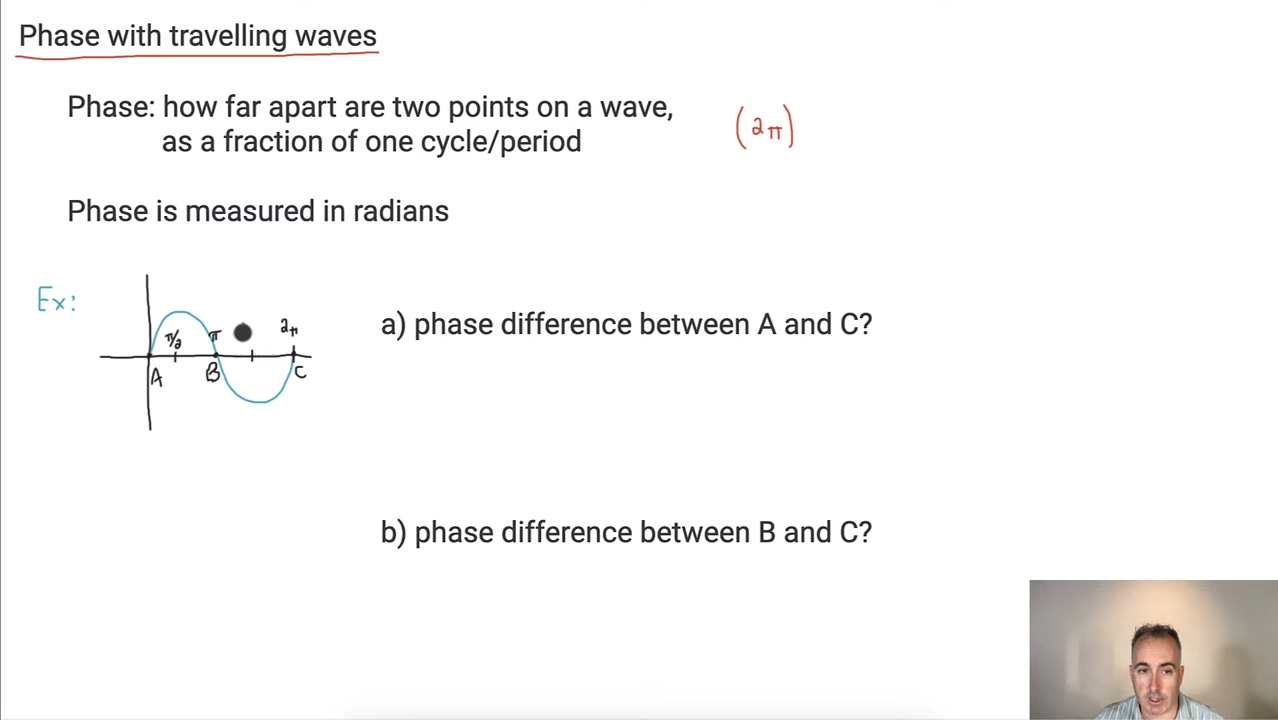 Phase with travelling waves
Phase: how far apart are two points on a wave,
as a fraction of one cycle/period
(2π)
Phase is measured in radians
Ex:
π/2 π 2π
A B C
a) phase difference between A and C?
b) phase difference between B and C?